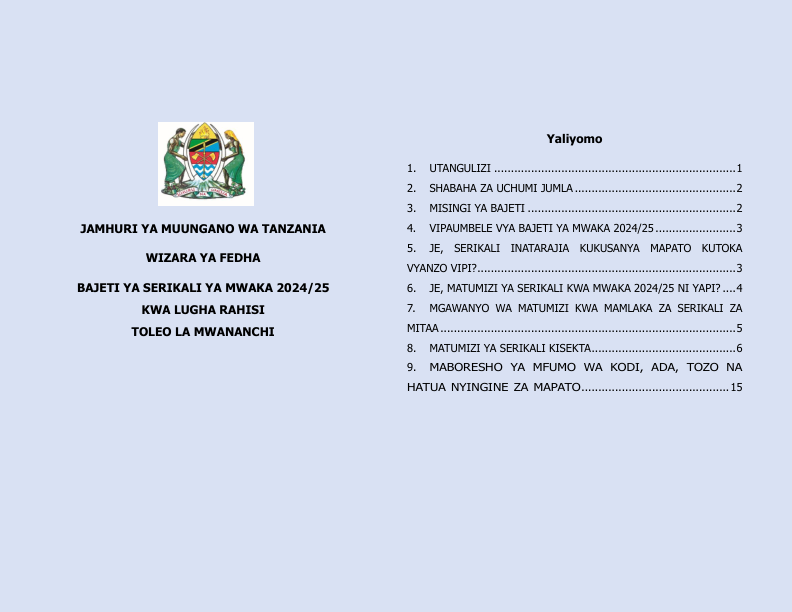 JAMHURI YA MUUNGANO WA TANZANIA
WIZARA YA FEDHA
BAJETI YA SERIKALI YA MWAKA 2024/25
KWA LUGHA RAHISI
TOLEO LA MWANANCHI
Yaliyomo
1. UTANGULIZI ........................................................................ 1
2. SHABAHA ZA UCHUMI JUMLA ................................................ 2
3. MISINGI YA BAJETI .............................................................. 2
4. VIPAUMBELE VYA BAJETI YA MWAKA 2024/25 ........................ 3
5. JE, SERIKALI INATARAJIA KUKUSANYA MAPATO KUTOKA
VYANZO VIPI? ............................................................................ 3
6. JE, MATUMIZI YA SERIKALI KWA MWAKA 2024/25 NI YAPI? .... 4
7. MGAWANYO WA MATUMIZI KWA MAMLAKA ZA SERIKALI ZA
MITAA ....................................................................................... 5
8. MATUMIZI YA SERIKALI KISEKTA ........................................... 6
9. MABORESHO YA MFUMO WA KODI, ADA, TOZO NA
HATUA NYINGINE ZA MAPATO ............................................ 15